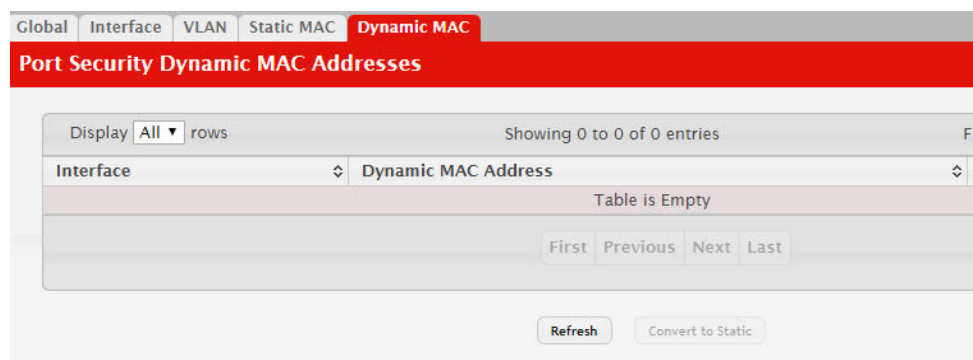 Global Interface VLAN Static MAC Dynamic MAC
Port Security Dynamic MAC Addresses
Display All rows Showing 0 to 0 of 0 entries F
Interface Dynamic MAC Address
Table is Empty
First Previous Next Last
Refresh Convert to Static